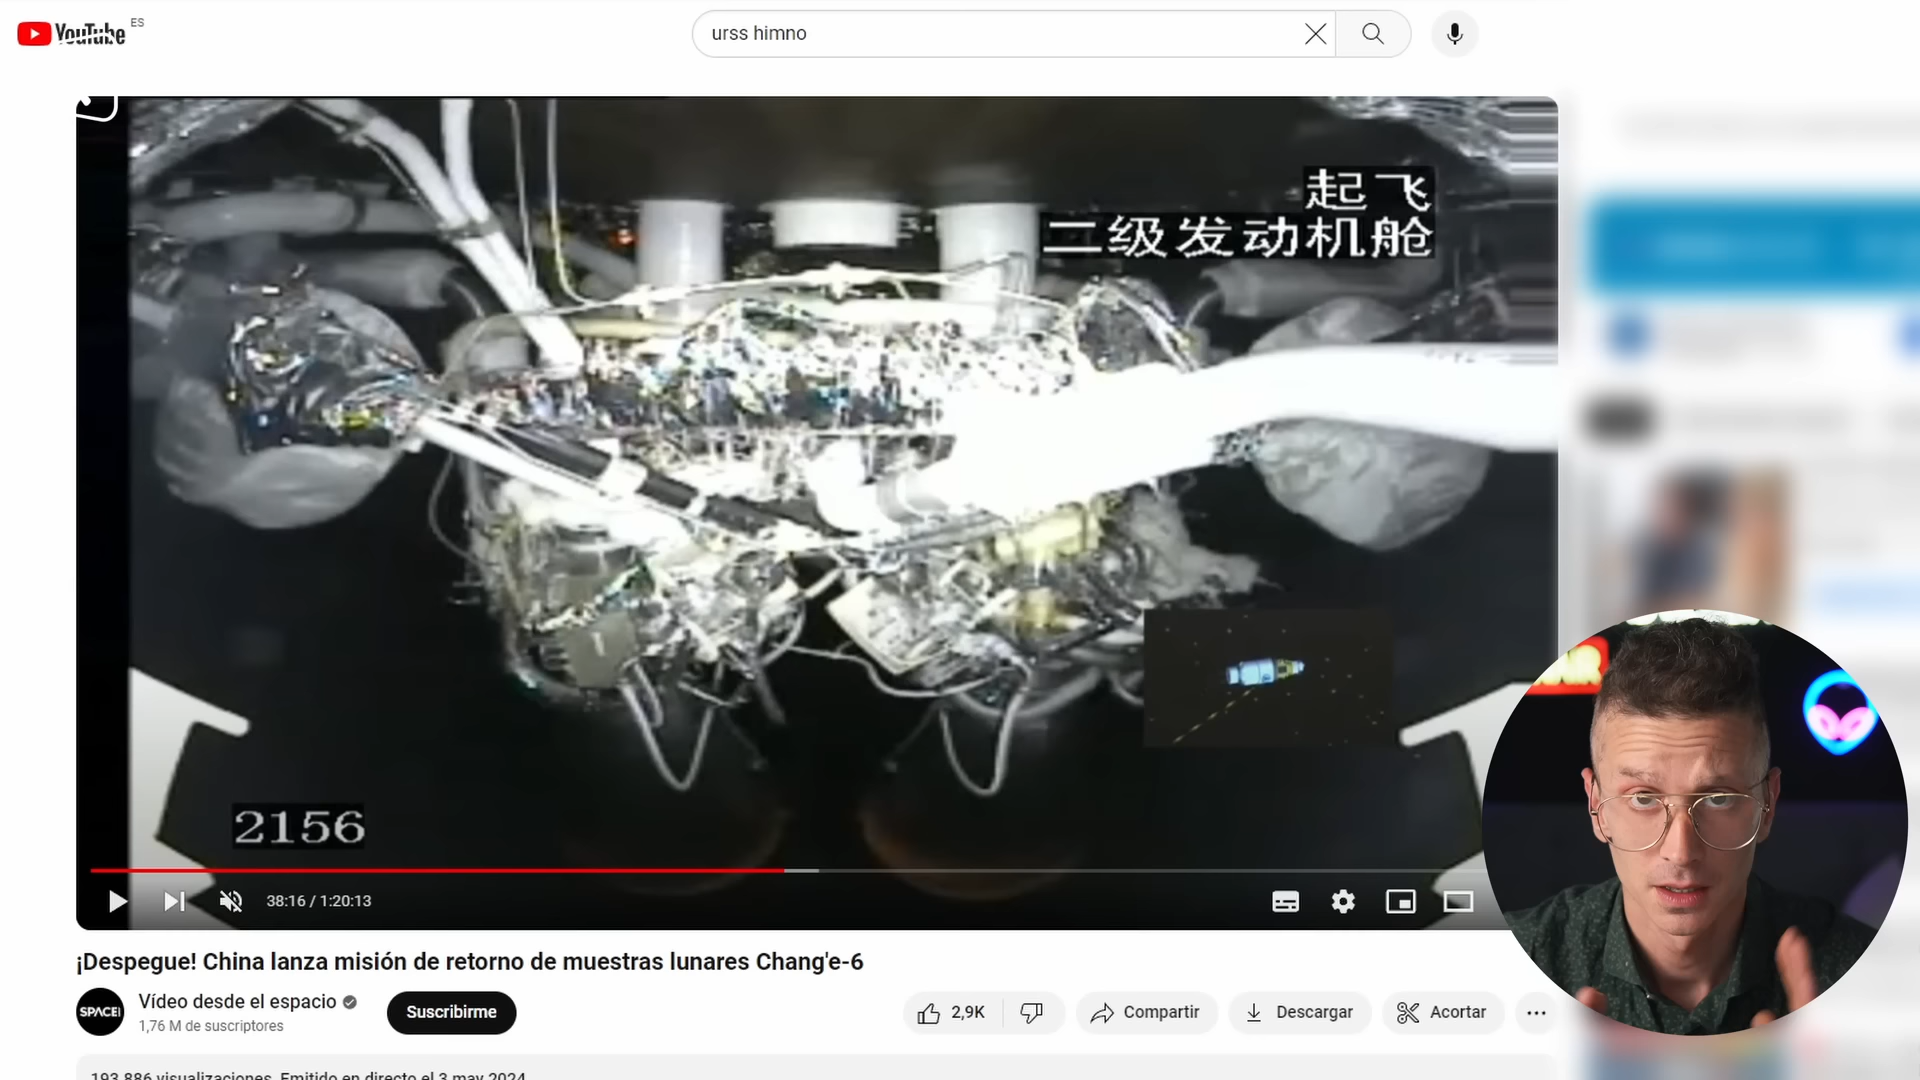 YouTube ES
urss himno
起飞
二级发动机舱
2156
38:16 / 1:20:13
¡Despegue! China lanza misión de retorno de muestras lunares Chang'e-6
SPACE
Vídeo desde el espacio
1,76 M de suscriptores
Suscribirme
2,9K
Compartir
Descargar
Acortar
193.886 visualizaciones Emitido en directo el 3 may 2024